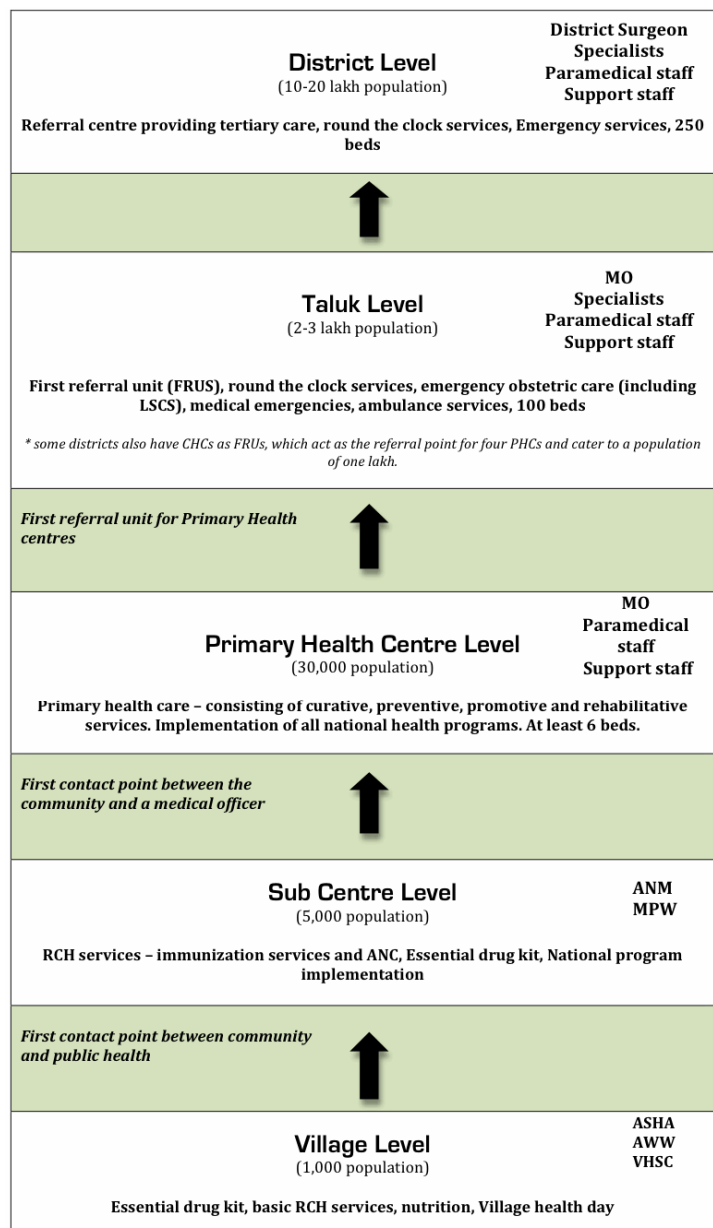 District Level
(10-20 lakh population)
District Surgeon
Specialists
Paramedical staff
Support staff
Referral centre providing tertiary care, round the clock services, Emergency services, 250
beds
Taluk Level
(2-3 lakh population)
MO
Specialists
Paramedical staff
Support staff
First referral unit (FRUS), round the clock services, emergency obstetric care (including
LSCS), medical emergencies, ambulance services, 100 beds
* some districts also have CHCs as FRUs, which act as the referral point for four PHCs and cater to a population
of one lakh.
First referral unit for Primary Health
centres
Primary Health Centre Level
(30,000 population)
MO
Paramedical
staff
Support staff
Primary health care – consisting of curative, preventive, promotive and rehabilitative
services. Implementation of all national health programs. At least 6 beds.
First contact point between the
community and a medical officer
Sub Centre Level
(5,000 population)
ANM
MPW
RCH services – immunization services and ANC, Essential drug kit, National program
implementation
First contact point between community
and public health
Village Level
(1,000 population)
ASHA
AWW
VHSC
Essential drug kit, basic RCH services, nutrition, Village health day